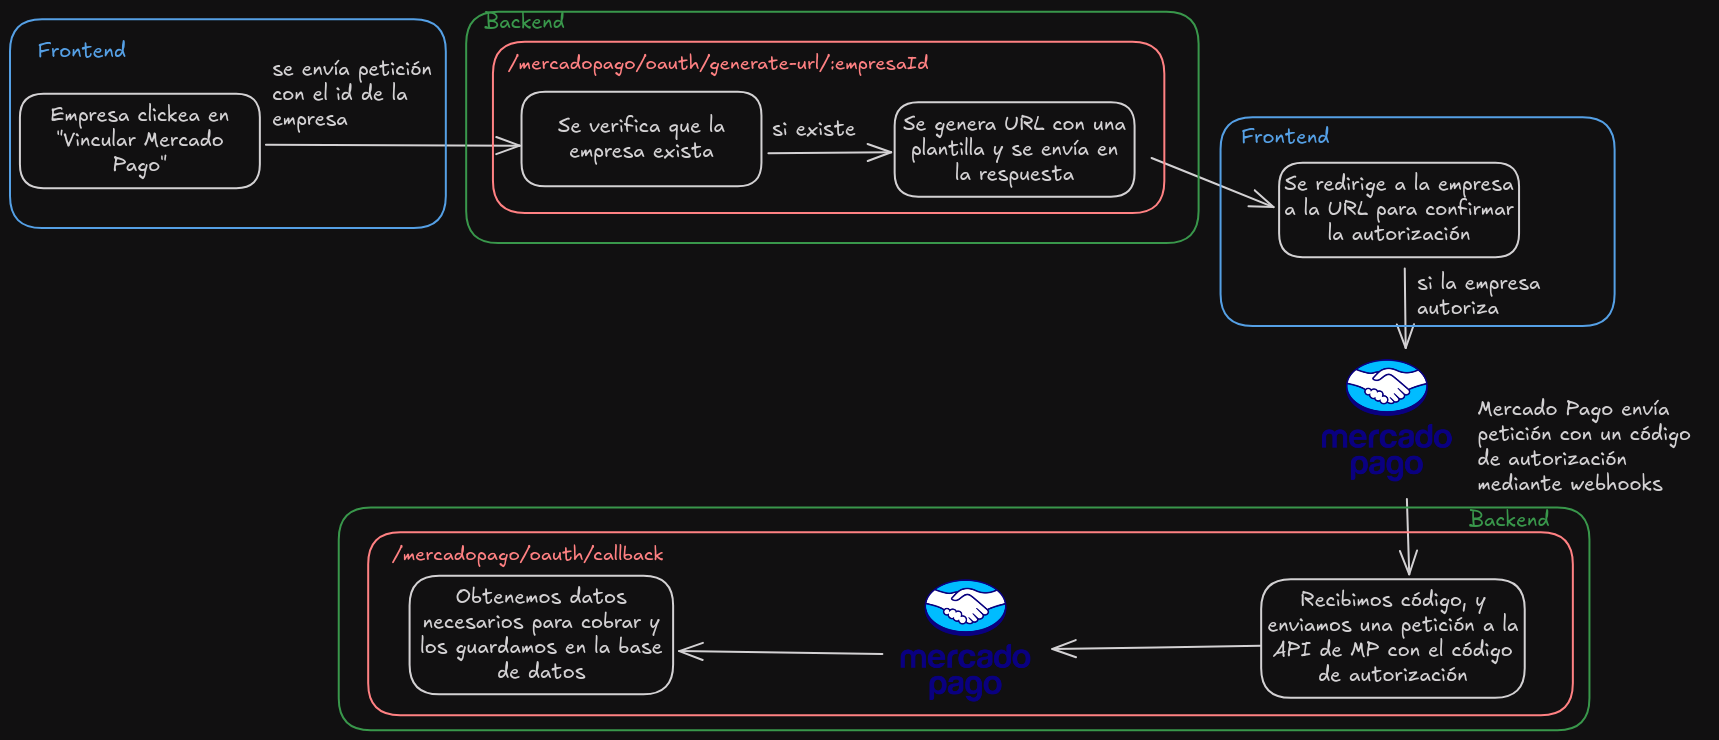 Frontend
Empresa clickea en
"Vincular Mercado
Pago"
se envía petición
con el id de la
empresa
Backend
/mercadopago/oauth/generate-url/:empresaId
Se verifica que la
empresa exista
si existe
Se genera URL con una
plantilla y se envía en
la respuesta
Frontend
Se redirige a la empresa
a la URL para confirmar
la autorización
si la empresa
autoriza
mercado
pago
Mercado Pago envía
petición con un código
de autorización
mediante webhooks
Backend
/mercadopago/oauth/callback
Recibimos código, y
enviamos una petición a la
API de MP con el código
de autorización
mercado
pago
Obtenemos datos
necesarios para cobrar y
los guardamos en la base
de datos